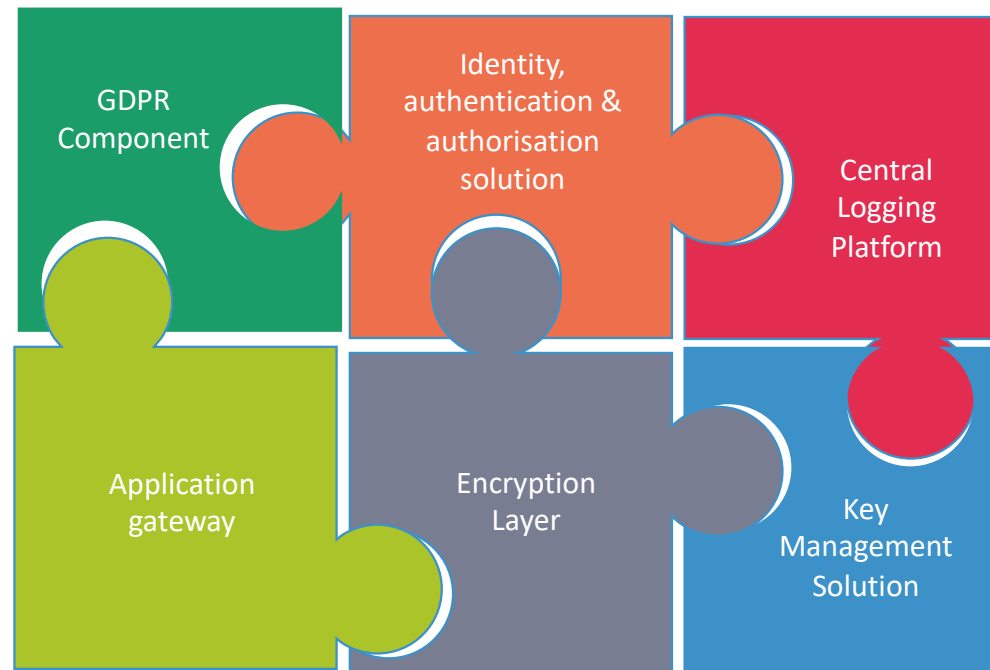 GDPR
Component
Identity,
authentication &
authorisation
solution
Central
Logging
Platform
Application
gateway
Encryption
Layer
Key
Management
Solution